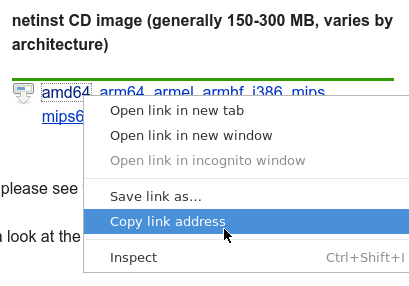 netinst CD image (generally 150-300 MB, varies by
architecture)
amd64, arm64, armel, armhf, i386, mips,
mips6
Open link in new tab
Open link in new window
Open link in incognito window
please see
Save link as...
Copy link address
a look at the
Inspect Ctrl+Shift+I